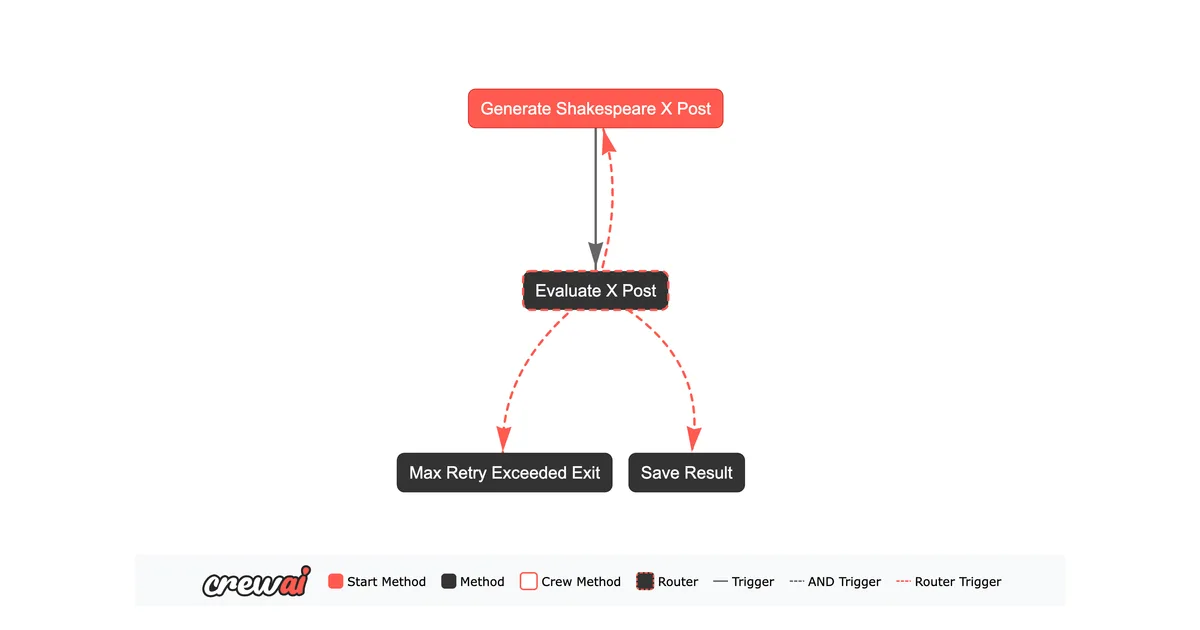 Generate Shakespeare X Post
Evaluate X Post
Max Retry Exceeded Exit
Save Result
crewai
Start Method
Method
Crew Method
Router
Trigger
AND Trigger
Router Trigger